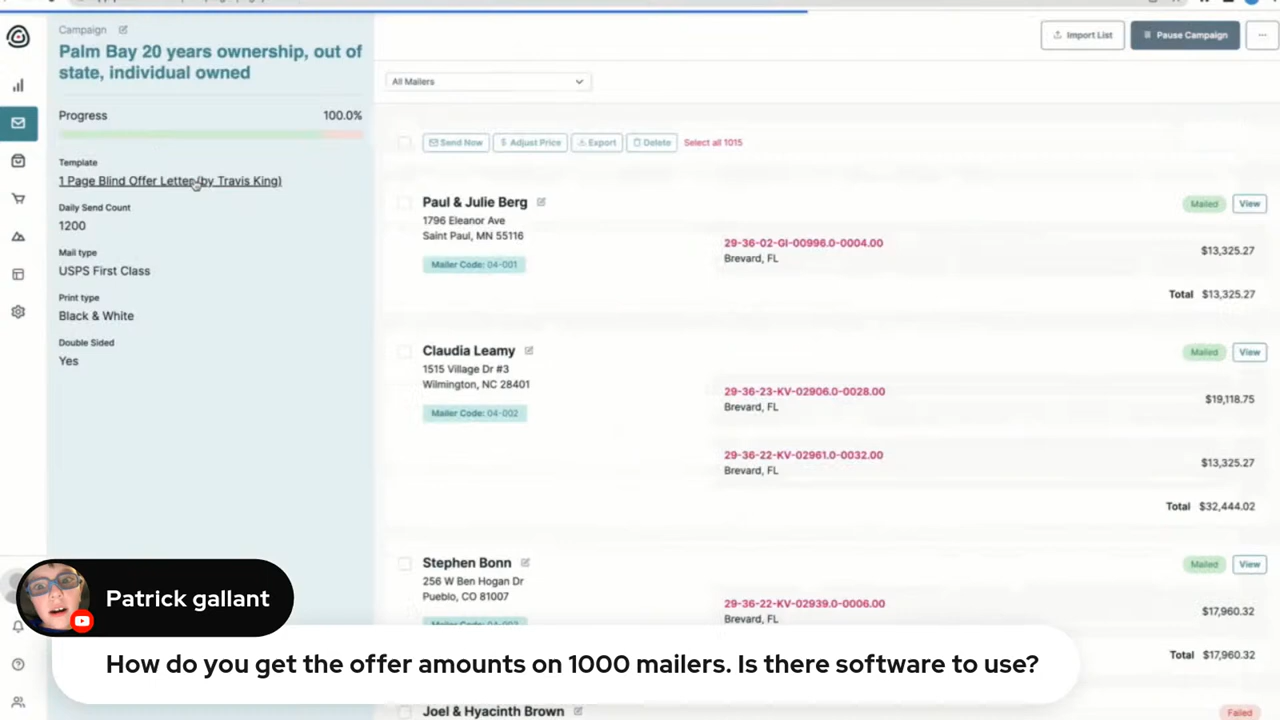 Campaign
Palm Bay 20 years ownership, out of
state, individual owned
Progress
100.0%
Template
1 Page Blind Offer Letter (by Travis King)
Daily Send Count
1200
Mail type
USPS First Class
Print type
Black & White
Double Sided
Yes
Import List
Pause Campaign
All Mailers
Send Now
$ Adjust Price
Export
Delete
Select all 1015
Paul & Julie Berg
1796 Eleanor Ave
Saint Paul, MN 55116
Mailer Code: 04-001
29-36-02-GI-00996.0-0004.00
Brevard, FL
Mailed
View
$13,325.27
Total $13,325.27
Claudia Leamy
1515 Village Dr #3
Wilmington, NC 28401
Mailer Code: 04-002
29-36-23-KV-02906.0-0028.00
Brevard, FL
29-36-22-KV-02961.0-0032.00
Brevard, FL
Mailed
View
$19,118.75
$13,325.27
Total $32,444.02
Stephen Bonn
256 W Ben Hogan Dr
Pueblo, CO 81007
29-36-22-KV-02939.0-0006.00
Brevard, FL
Mailed
View
$17,960.32
Total $17,960.32
Joel & Hyacinth Brown
Failed
Patrick gallant
How do you get the offer amounts on 1000 mailers. Is there software to use?